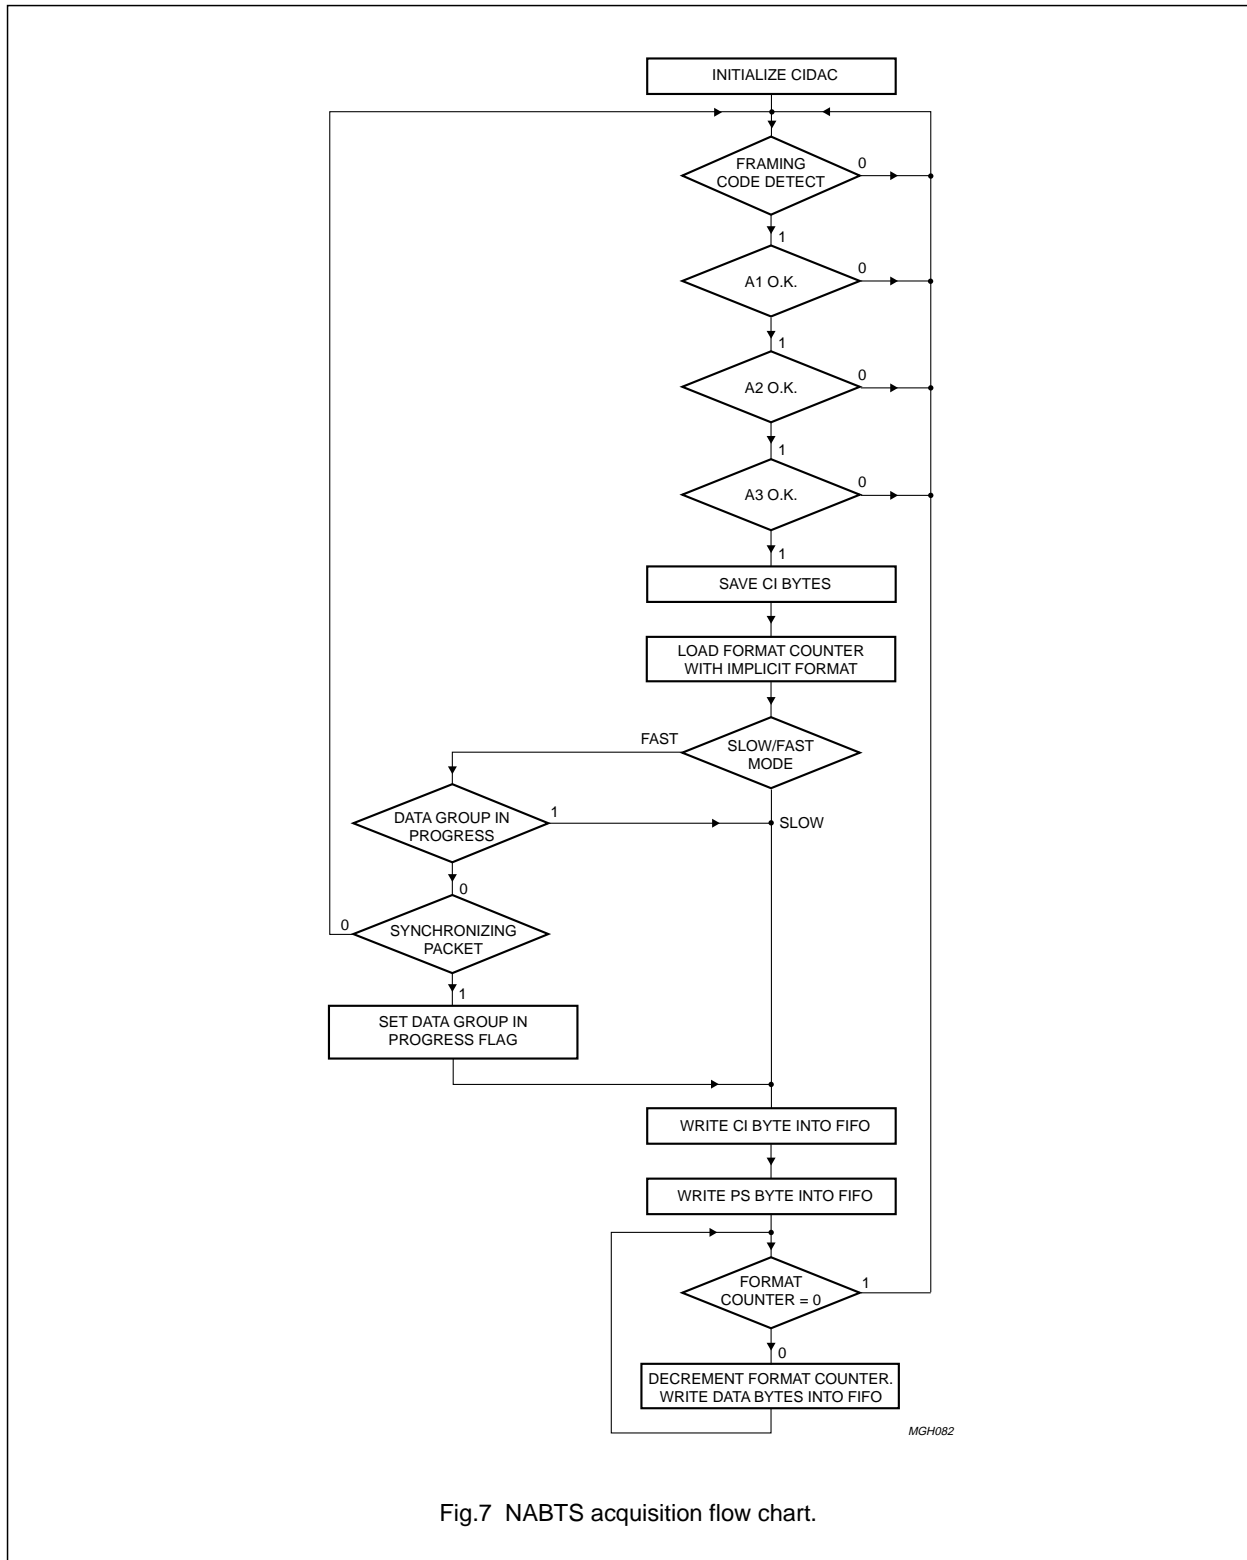 INITIALIZE CIDAC
FRAMING
CODE DETECT
0
1
A1 O.K.
0
1
A2 O.K.
0
1
A3 O.K.
0
1
SAVE CI BYTES
LOAD FORMAT COUNTER
WITH IMPLICIT FORMAT
FAST
SLOW/FAST
MODE
DATA GROUP IN
PROGRESS
1
SLOW
0
0
SYNCHRONIZING
PACKET
1
SET DATA GROUP IN
PROGRESS FLAG
WRITE CI BYTE INTO FIFO
WRITE PS BYTE INTO FIFO
FORMAT
COUNTER = 0
1
0
DECREMENT FORMAT COUNTER.
WRITE DATA BYTES INTO FIFO
MGH082
Fig.7 NABTS acquisition flow chart.